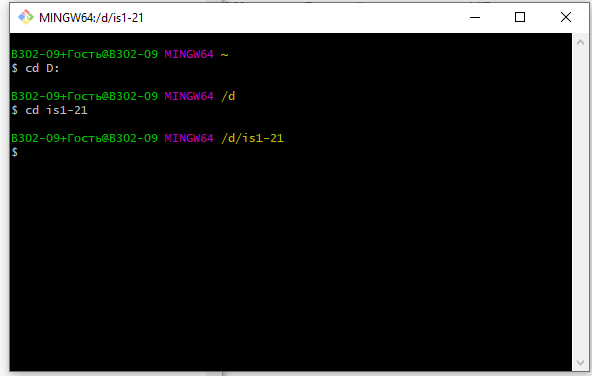 MINGW64:/d/is1-21
B302-09+Гость@B302-09 MINGW64 ~
$ cd D:
B302-09+Гость@B302-09 MINGW64 /d
$ cd is1-21
B302-09+Гость@B302-09 MINGW64 /d/is1-21
$